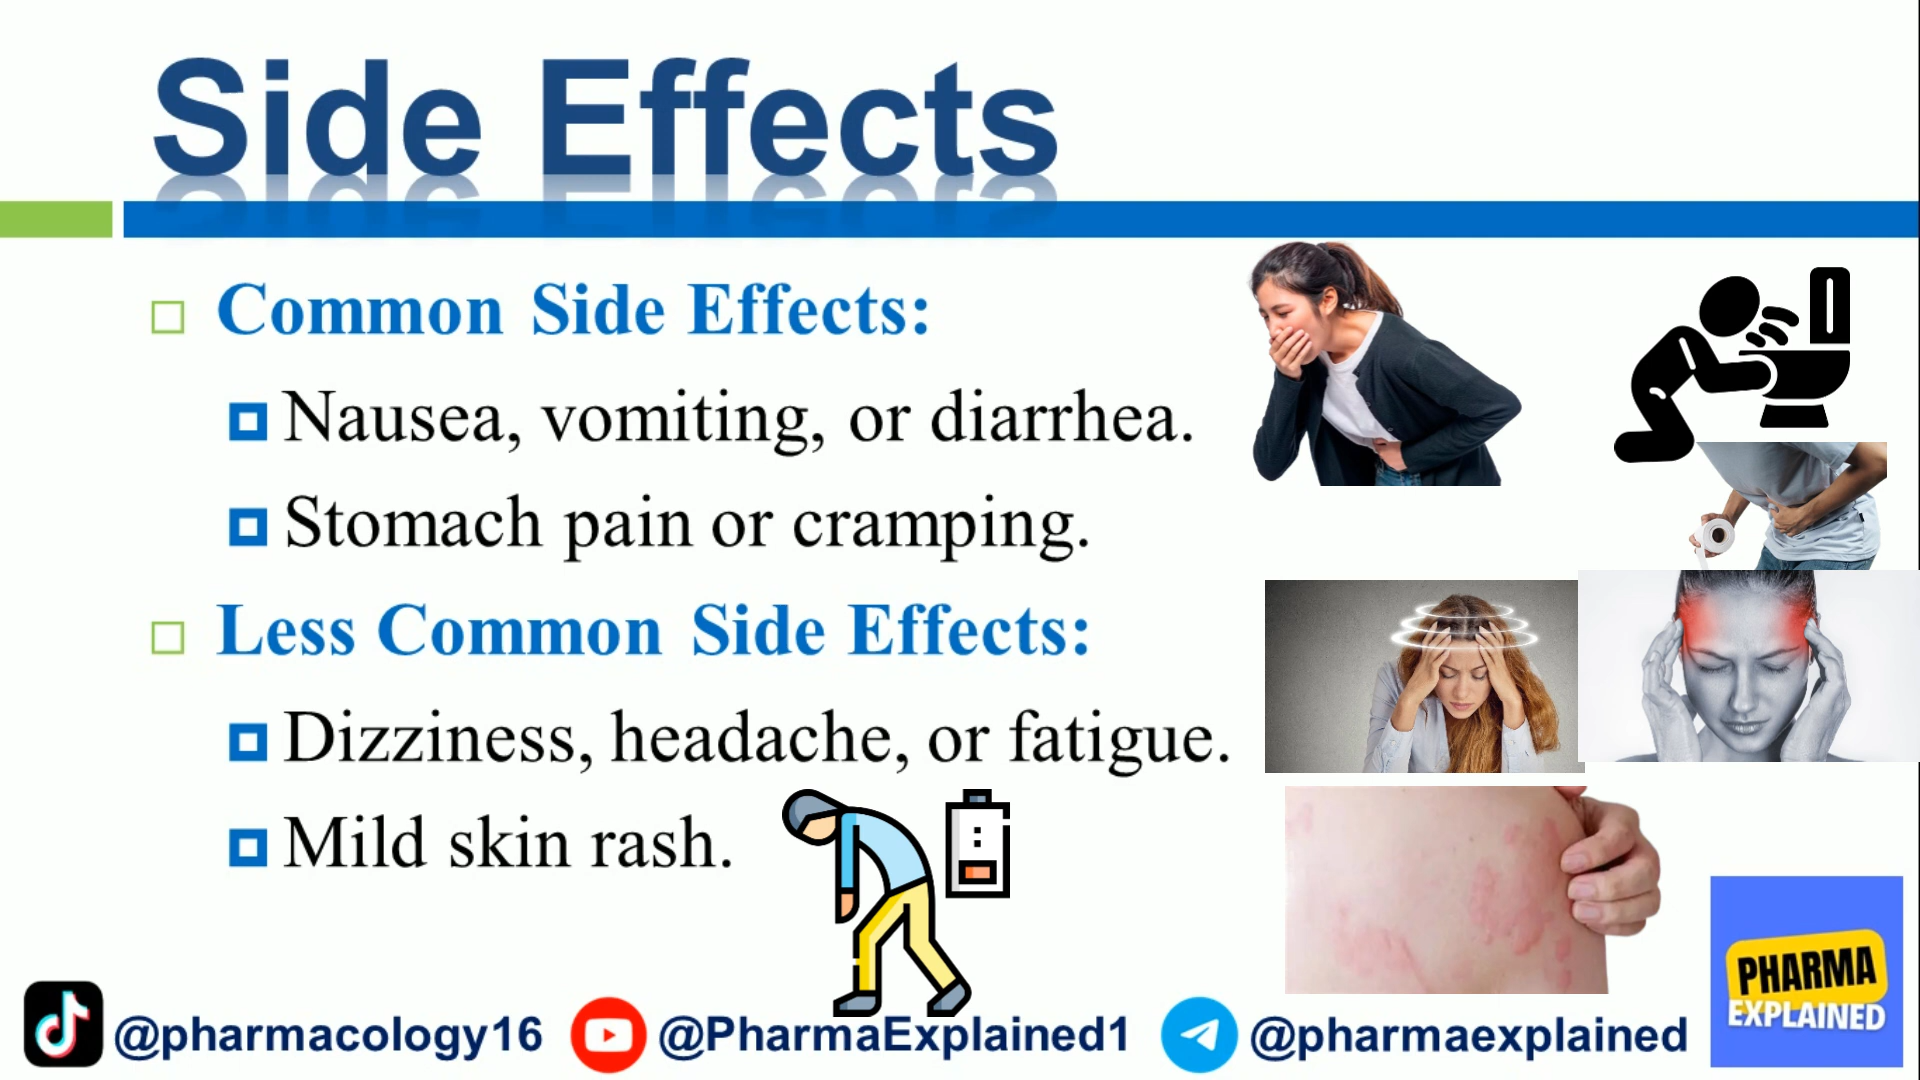 Side Effects
Common Side Effects:
Nausea, vomiting, or diarrhea.
Stomach pain or cramping.
Less Common Side Effects:
Dizziness, headache, or fatigue.
Mild skin rash.
@pharmacology16 @PharmaExplained1 @pharmaexplained
PHARMA
EXPLAINED